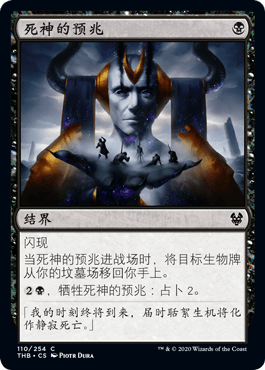 死神的预兆
结界
闪现
当死神的预兆进战场时,将目标生物牌
从你的坟墓场移回你手上。
2,牺牲死神的预兆:占卜 2。
「我的时刻终将到来,届时聒絮生机将化
作静寂死亡。」
110/254 C
THB • CS Piotr Dura
™ & © 2020 Wizards of the Coast